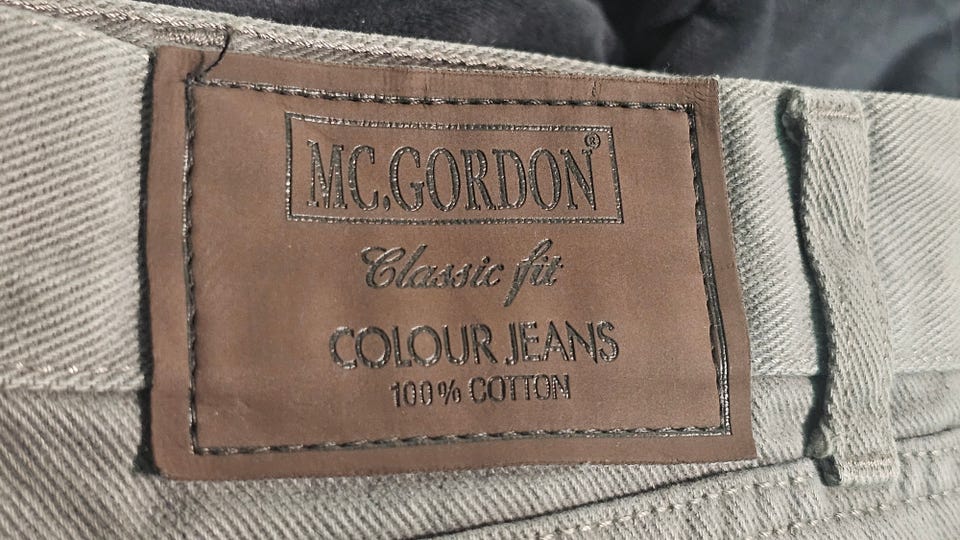 MC.GORDON®
Classic fit
COLOUR JEANS
100% COTTON